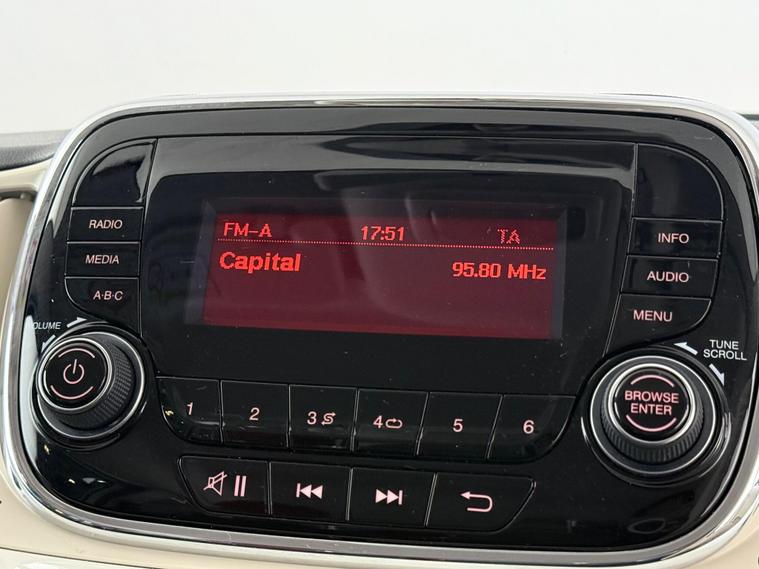 FM-A 17:51 TA
Capital 95.80 MHz
RADIO
MEDIA
A·B·C
INFO
AUDIO
MENU
VOLUME
TUNE
SCROLL
BROWSE
ENTER
1 2 3 4 5 6